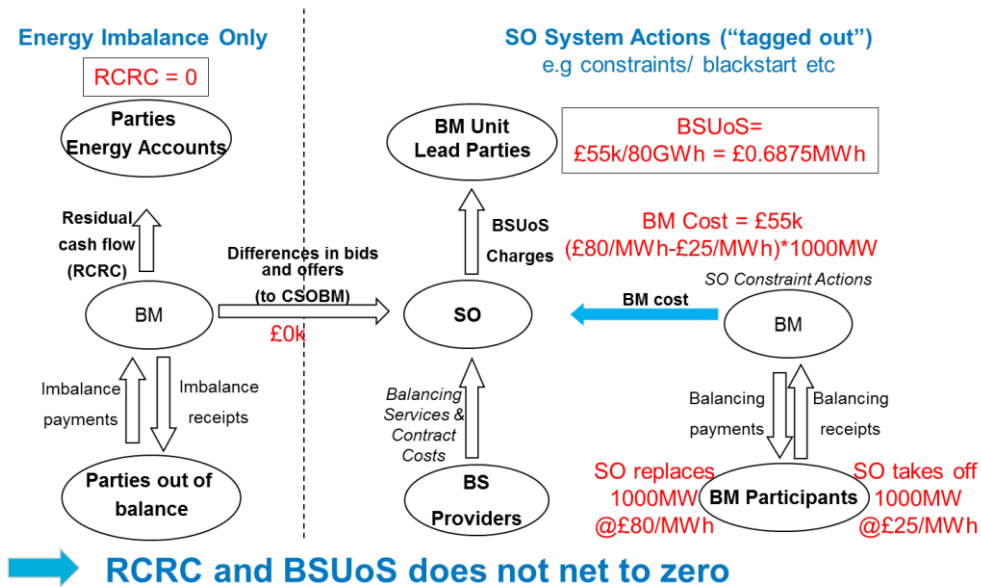 Energy Imbalance Only
RCRC = 0
Parties
Energy Accounts
Residual
cash flow
(RCRC)
Differences in bids
and offers
(to CSOBM)
£0k
BM
Imbalance
payments
Imbalance
receipts
Parties out of
balance
SO System Actions (“tagged out”)
e.g constraints/ blackstart etc
BM Unit
Lead Parties
BSUoS=
£55k/80GWh = £0.6875MWh
BSUoS
Charges
BM Cost = £55k
(£80/MWh-£25/MWh)*1000MW
SO Constraint Actions
SO
BM cost
BM
Balancing
Services &
Contract
Costs
Balancing
payments
Balancing
receipts
BS
Providers
SO replaces
1000MW
@£80/MWh
BM Participants
SO takes off
1000MW
@£25/MWh
RCRC and BSUoS does not net to zero